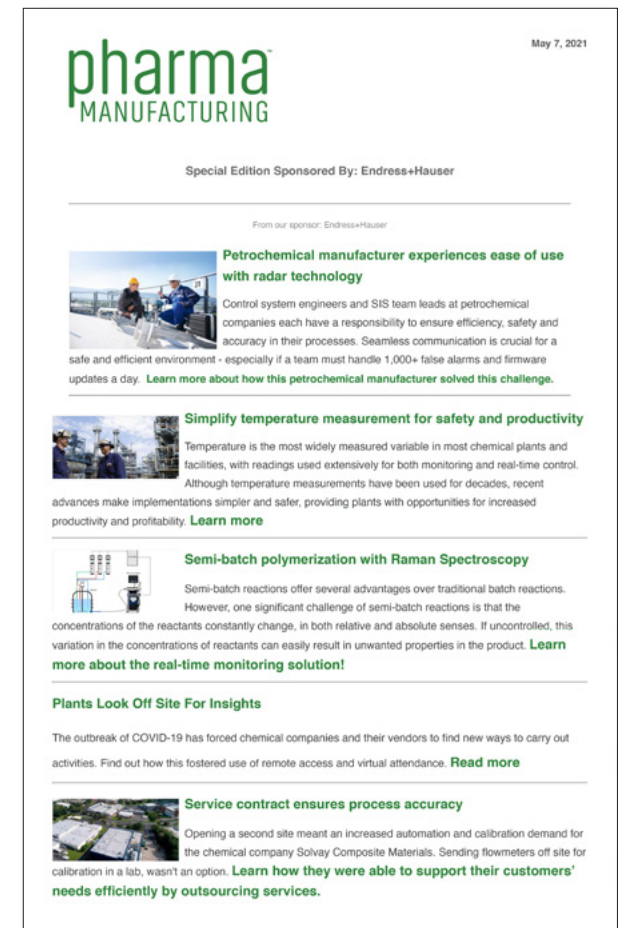 May 7, 2021
pharma™
MANUFACTURING
Special Edition Sponsored By: Endress+Hauser
From our sponsor: Endress+Hauser
Petrochemical manufacturer experiences ease of use
with radar technology
Control system engineers and SIS team leads at petrochemical
companies each have a responsibility to ensure efficiency, safety and
accuracy in their processes. Seamless communication is crucial for a
safe and efficient environment - especially if a team must handle 1,000+ false alarms and firmware
updates a day. Learn more about how this petrochemical manufacturer solved this challenge.
Simplify temperature measurement for safety and productivity
Temperature is the most widely measured variable in most chemical plants and
facilities, with readings used extensively for both monitoring and real-time control.
Although temperature measurements have been used for decades, recent
advances make implementations simpler and safer, providing plants with opportunities for increased
productivity and profitability. Learn more
Semi-batch polymerization with Raman Spectroscopy
Semi-batch reactions offer several advantages over traditional batch reactions.
However, one significant challenge of semi-batch reactions is that the
concentrations of the reactants constantly change, in both relative and absolute senses. If uncontrolled, this
variation in the concentrations of reactants can easily result in unwanted properties in the product. Learn
more about the real-time monitoring solution!
Plants Look Off Site For Insights
The outbreak of COVID-19 has forced chemical companies and their vendors to find new ways to carry out
activities. Find out how this fostered use of remote access and virtual attendance. Read more
Service contract ensures process accuracy
Opening a second site meant an increased automation and calibration demand for
the chemical company Solvay Composite Materials. Sending flowmeters off site for
calibration in a lab, wasn't an option. Learn how they were able to support their customers'
needs efficiently by outsourcing services.